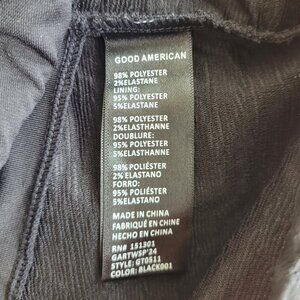 GOOD AMERICAN
98% POLYESTER
2%ELASTANE
LINING:
95% POLYESTER
5%ELASTANE
98% POLYESTER
2%ELASTHANNE
DOUBLURE:
95% POLYESTER
5%ELASTHANNE
98% POLIÉSTER
2% ELASTANO
FORRO:
95% POLIÉSTER
5% ELASTANO
MADE IN CHINA
FABRIQUÉ EN CHINE
HECHO EN CHINA
RN# 151301
GARTWSP'24
STYLE: GT0511
COLOR: BLACK001